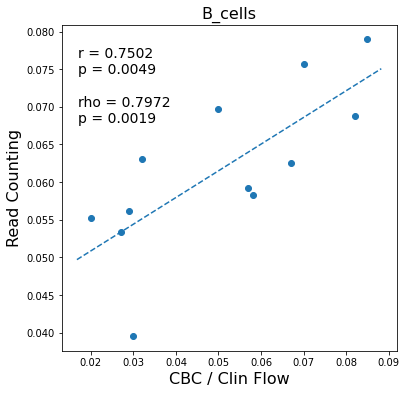 B_cells
r = 0.7502
p = 0.0049
rho = 0.7972
p = 0.0019
Read Counting
0.080
0.075
0.070
0.065
0.060
0.055
0.050
0.045
0.040
0.02 0.03 0.04 0.05 0.06 0.07 0.08 0.09
CBC / Clin Flow